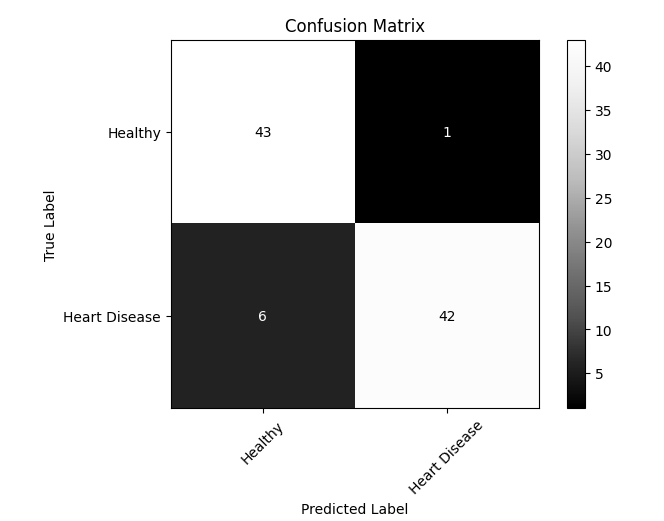 Confusion Matrix
True Label
Healthy
43
1
Heart Disease
6
42
Healthy
Heart Disease
Predicted Label
40
35
30
25
20
15
10
5